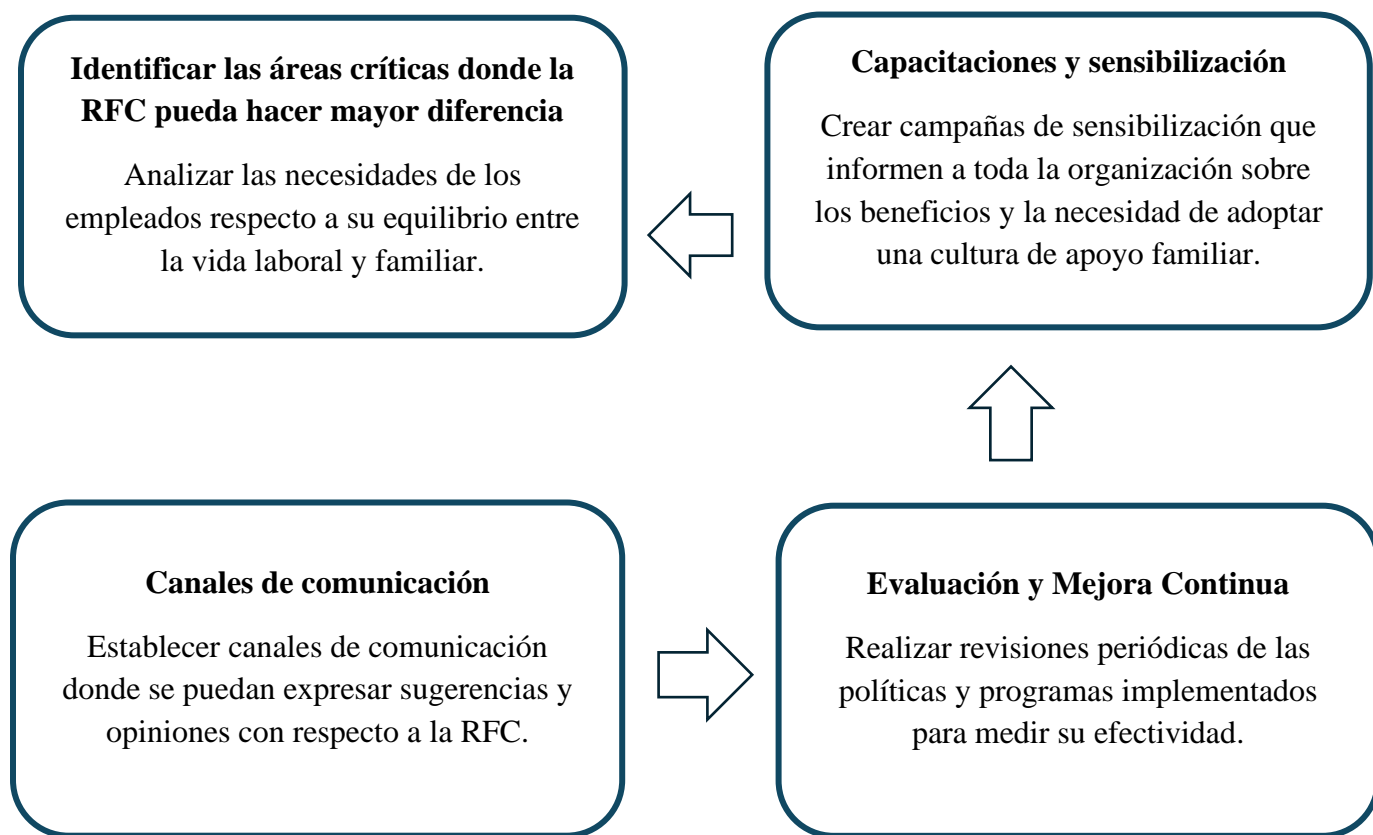 Identificar las áreas críticas donde la
RFC pueda hacer mayor diferencia
Analizar las necesidades de los
empleados respecto a su equilibrio entre
la vida laboral y familiar.
Capacitaciones y sensibilización
Crear campañas de sensibilización que
informen a toda la organización sobre
los beneficios y la necesidad de adoptar
una cultura de apoyo familiar.
Canales de comunicación
Establecer canales de comunicación
donde se puedan expresar sugerencias y
opiniones con respecto a la RFC.
Evaluación y Mejora Continua
Realizar revisiones periódicas de las
políticas y programas implementados
para medir su efectividad.